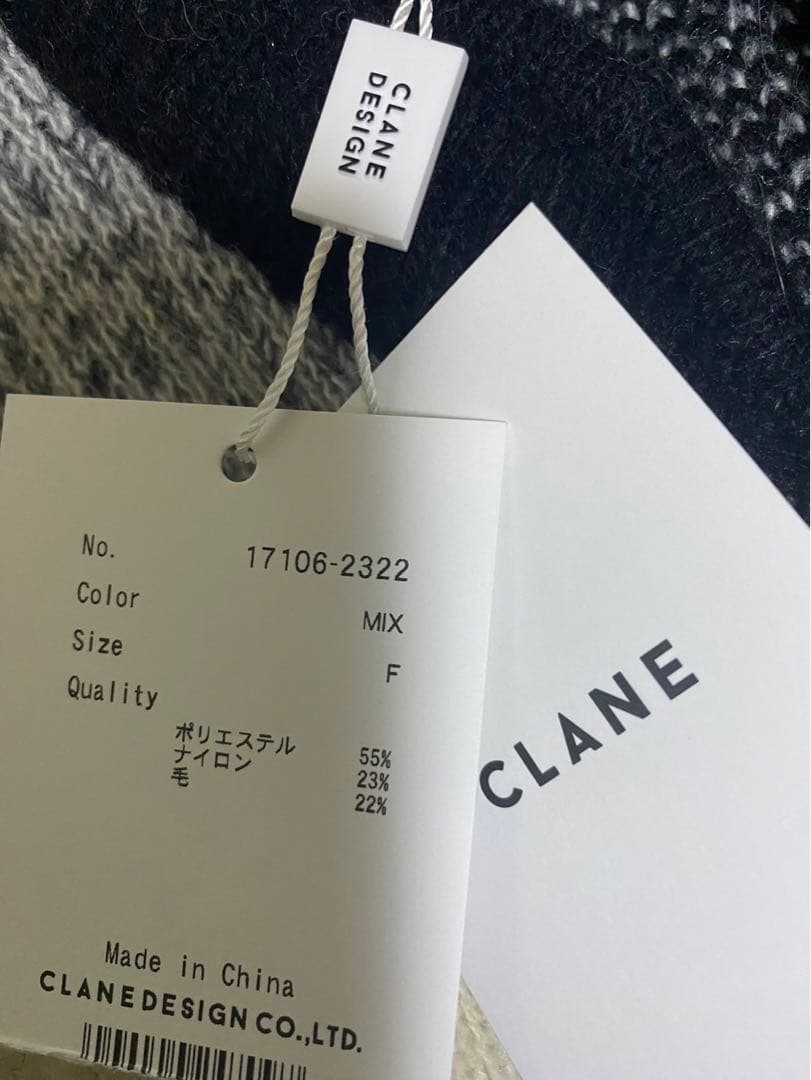 CLANE
DESIGN
No. 17106-2322
Color MIX
Size F
Quality
ポリエステル 55%
ナイロン 23%
毛 22%
Made in China
CLANEDESIGN CO.,LTD.
CLANE